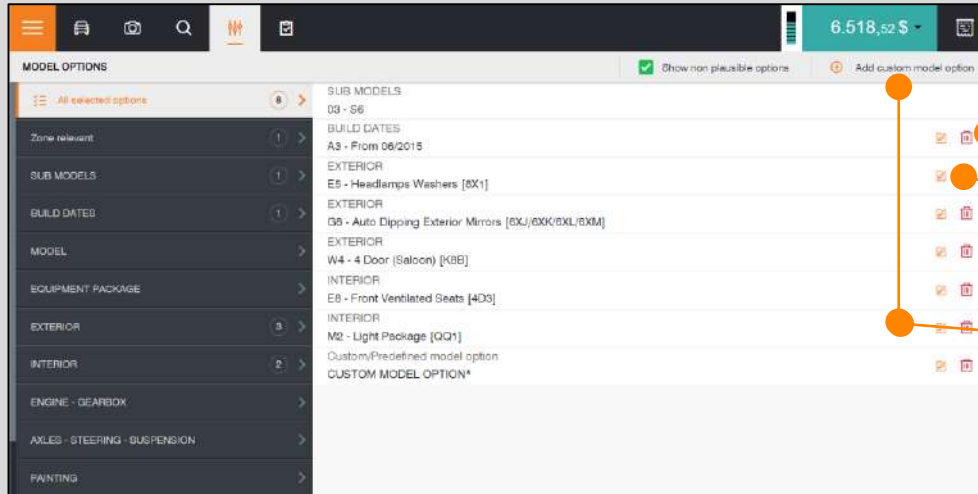 6.518,52 $
MODEL OPTIONS
Show non plausible options
Add custom model option
All selected options
8
Zone relevant
1
SUB MODELS
1
BUILD DATES
1
MODEL
EQUIPMENT PACKAGE
EXTERIOR
3
INTERIOR
2
ENGINE - GEARBOX
AXLES - STEERING - SUSPENSION
PAINTING
SUB MODELS
03 - S6
BUILD DATES
A3 - From 06/2015
EXTERIOR
E5 - Headlamps Washers [8X1]
EXTERIOR
G8 - Auto Dipping Exterior Mirrors [6XJ/6XK/6XL/6XM]
EXTERIOR
W4 - 4 Door (Saloon) [K8B]
INTERIOR
E8 - Front Ventilated Seats [4D3]
INTERIOR
M2 - Light Package [QQ1]
Custom/Predefined model option
CUSTOM MODEL OPTION*